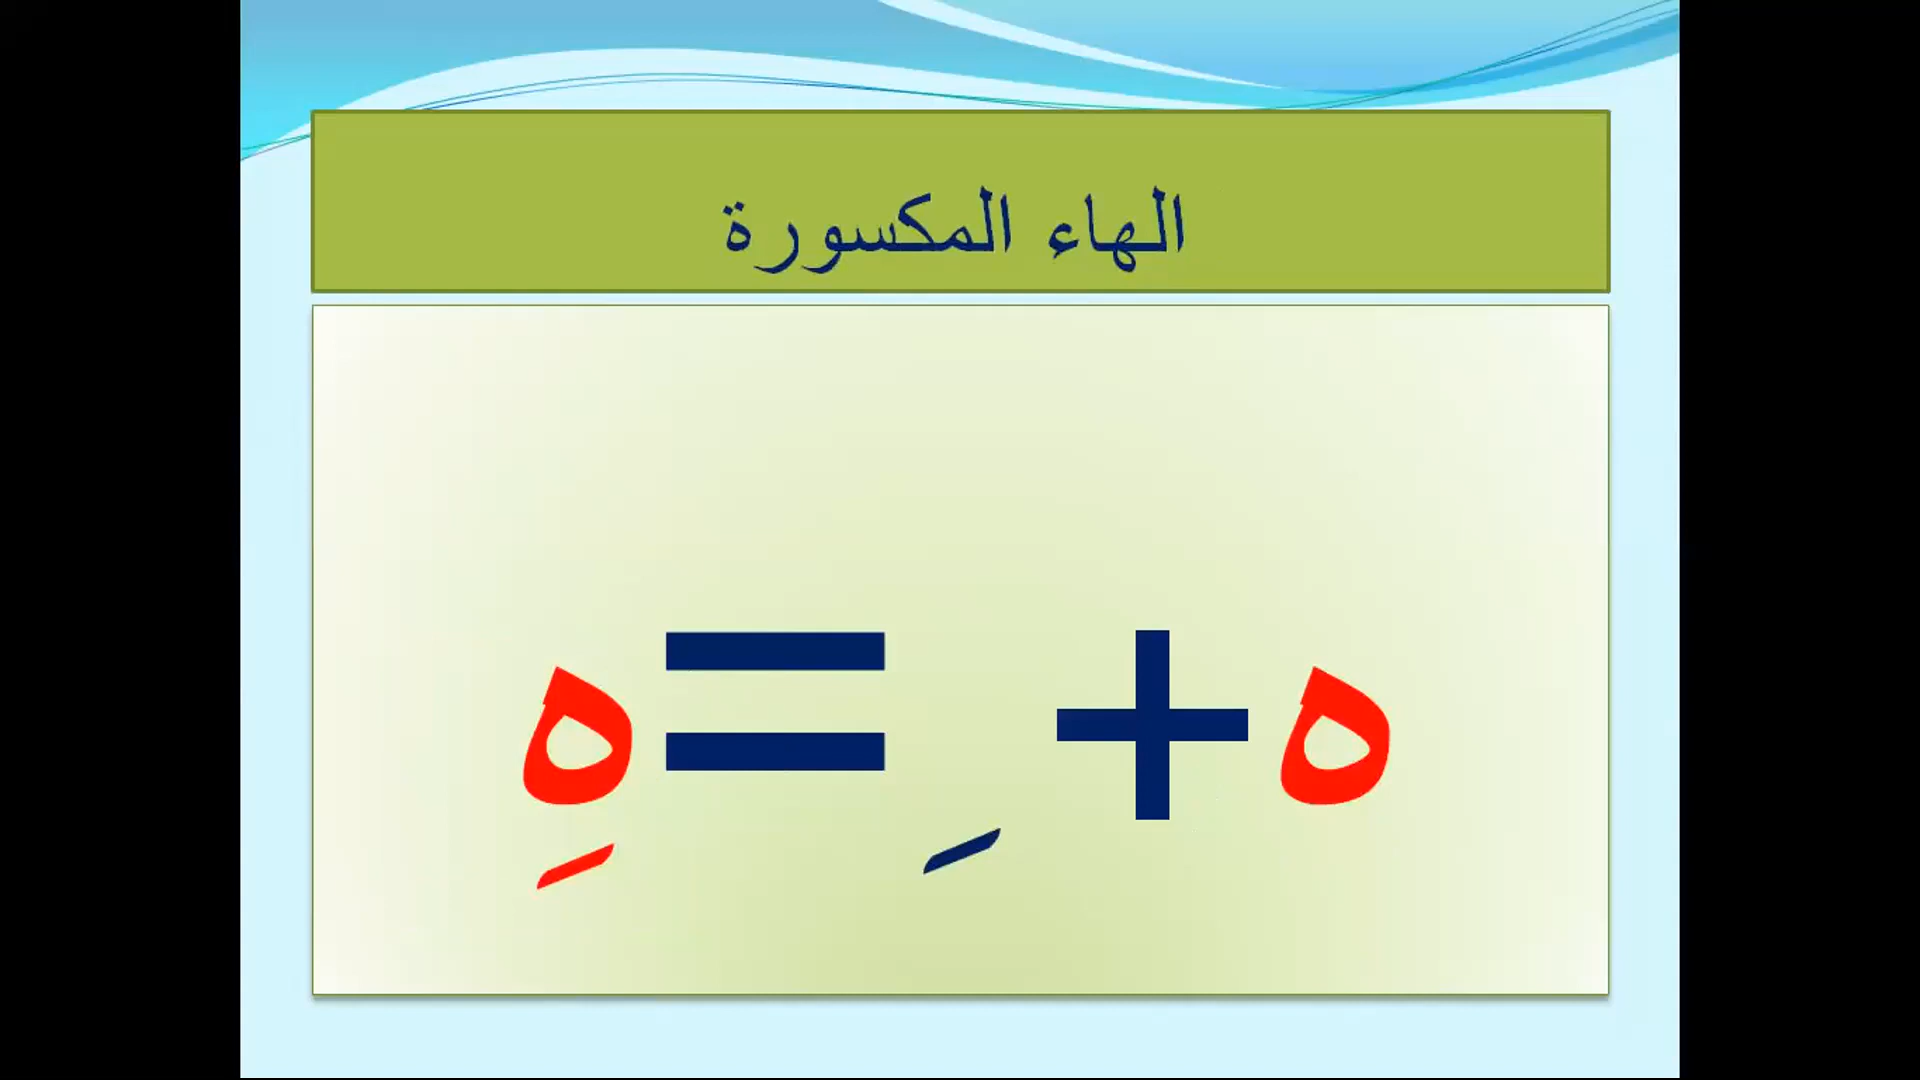 الهاء المكسورة
ه + ـِ = هِ